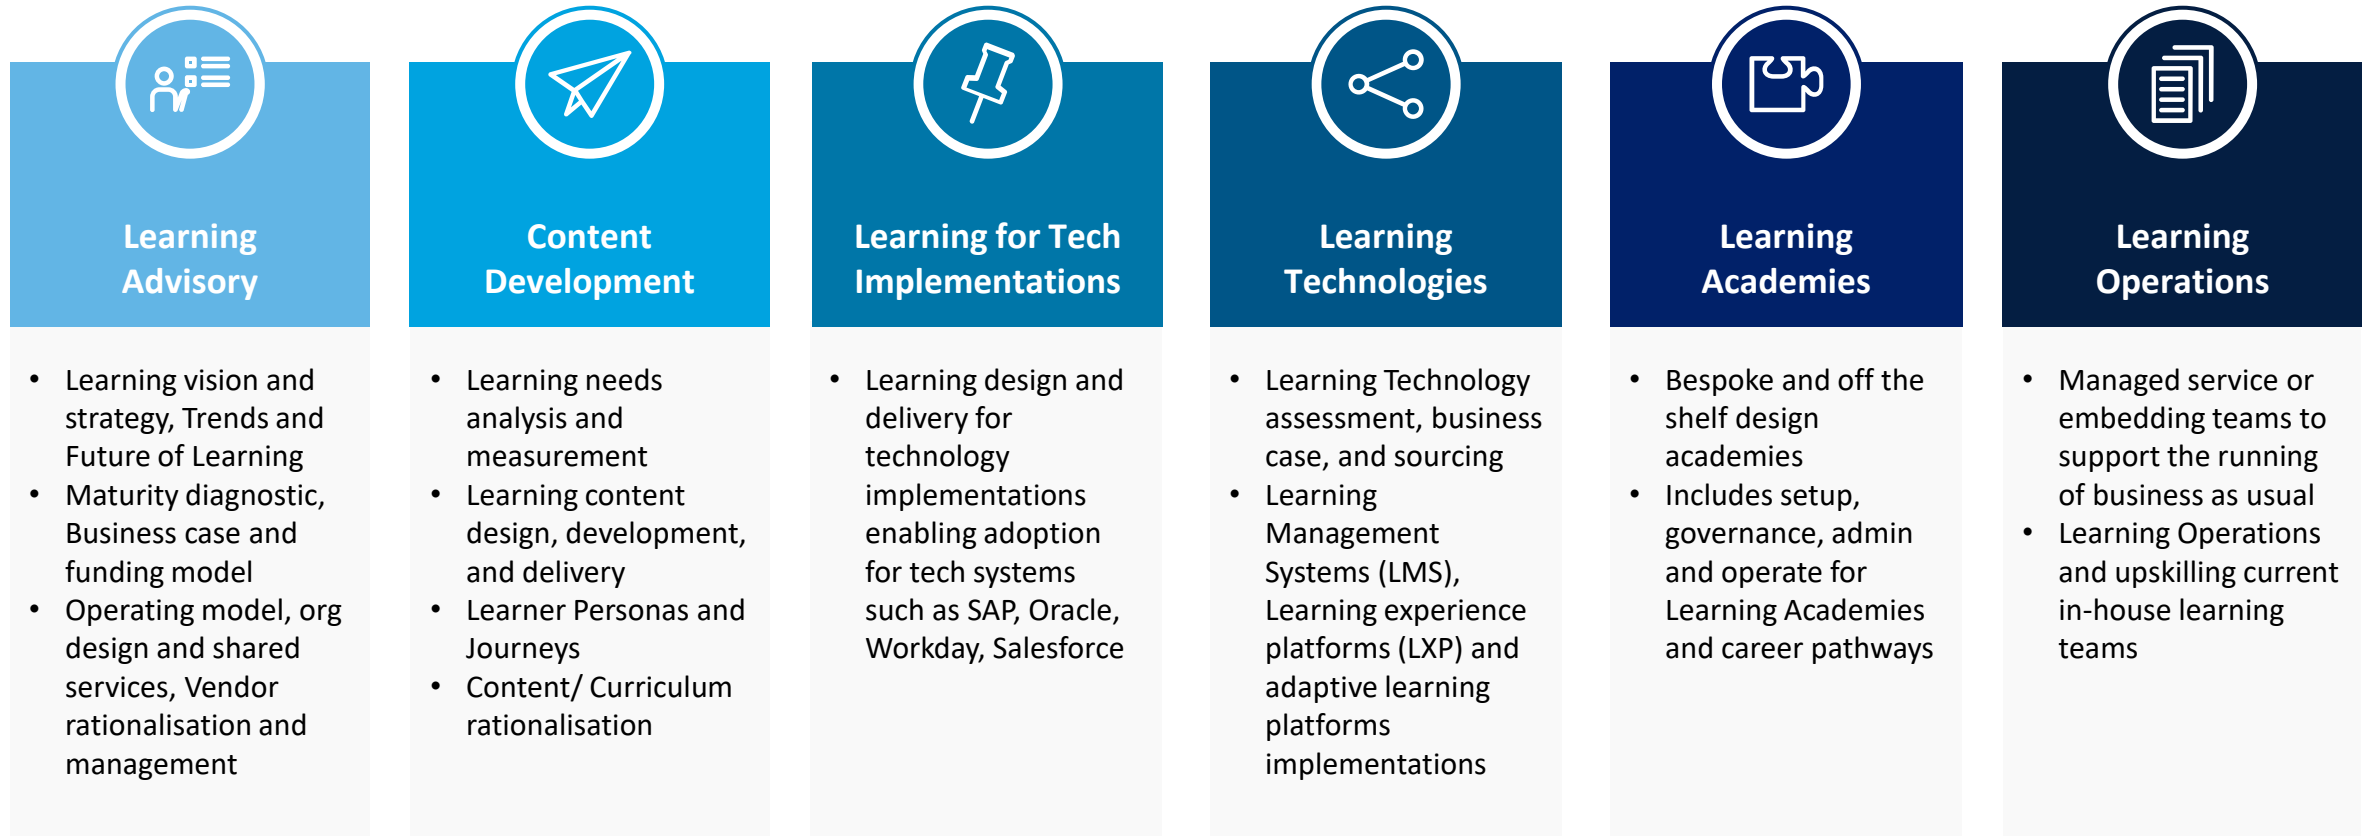 Learning
Advisory
• Learning vision and
strategy, Trends and
Future of Learning
• Maturity diagnostic,
Business case and
funding model
• Operating model, org
design and shared
services, Vendor
rationalisation and
management
Content
Development
• Learning needs
analysis and
measurement
• Learning content
design, development,
and delivery
• Learner Personas and
Journeys
• Content/ Curriculum
rationalisation
Learning for Tech
Implementations
• Learning design and
delivery for
technology
implementations
enabling adoption
for tech systems
such as SAP, Oracle,
Workday, Salesforce
Learning
Technologies
• Learning Technology
assessment, business
case, and sourcing
• Learning
Management
Systems (LMS),
Learning experience
platforms (LXP) and
adaptive learning
platforms
implementations
Learning
Academies
• Bespoke and off the
shelf design
academies
• Includes setup,
governance, admin
and operate for
Learning Academies
and career pathways
Learning
Operations
• Managed service or
embedding teams to
support the running
of business as usual
• Learning Operations
and upskilling current
in-house learning
teams